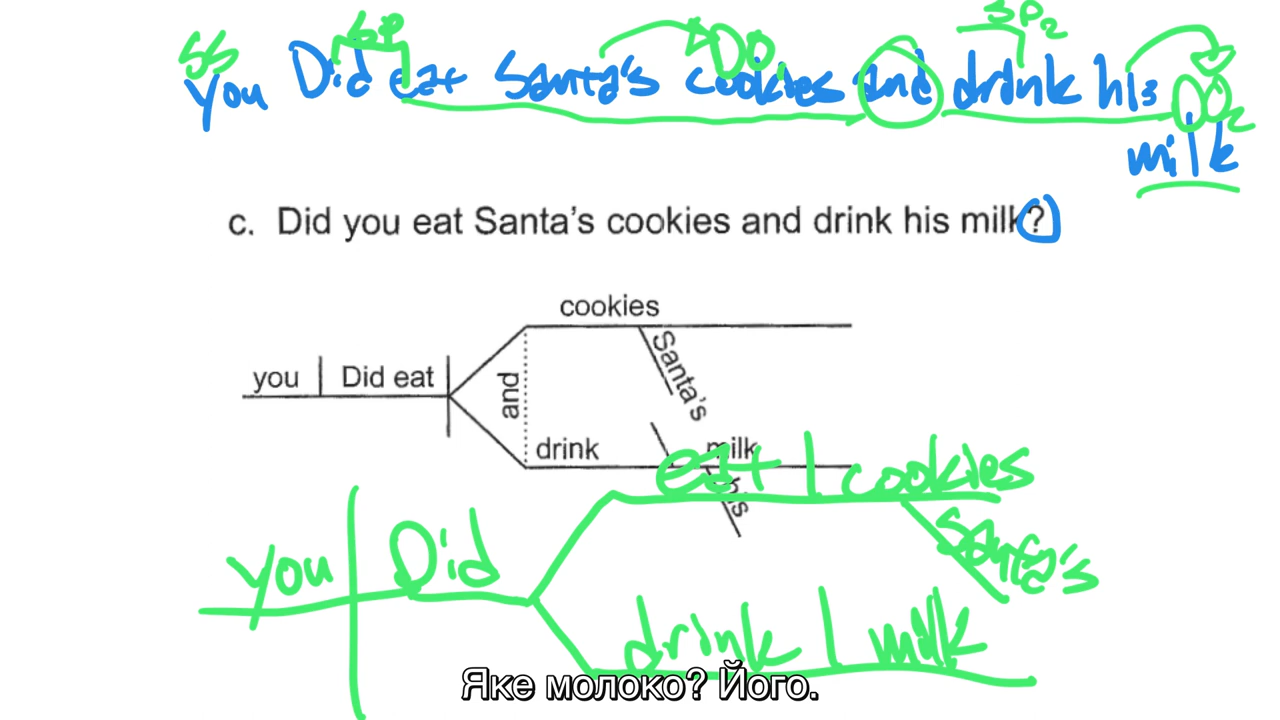 SS SP DO, SP2
you Did eat Santa's cookies and drink his DO2
milk
c. Did you eat Santa's cookies and drink his milk?
cookies
Santa's
you Did eat
and
drink milk
his
eat cookies
Santa's
you Did
drink milk
Яке молоко? Його.